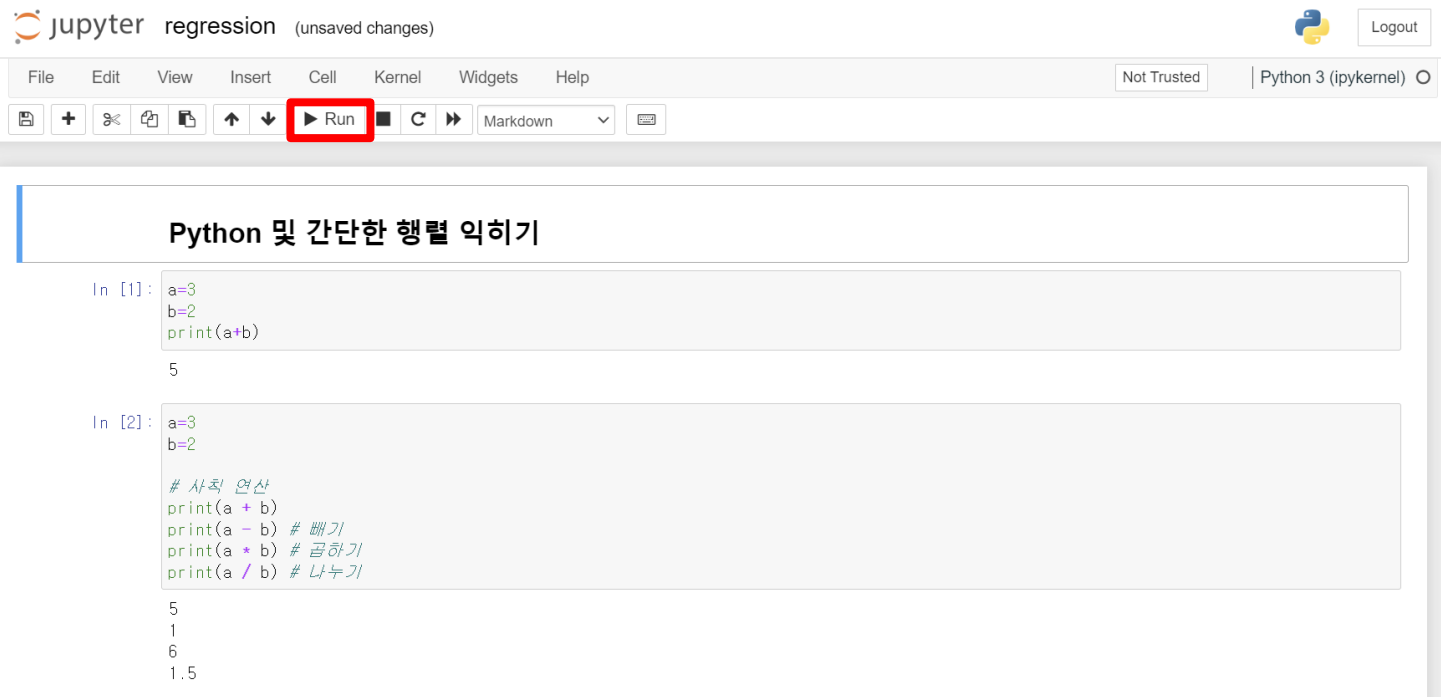 jupyter regression (unsaved changes) Logout
File Edit View Insert Cell Kernel Widgets Help Not Trusted Python 3 (ipykernel)
Run Markdown
Python 및 간단한 행렬 익히기
In [1]: a=3
b=2
print(a+b)
5
In [2]: a=3
b=2
# 사칙 연산
print(a + b)
print(a - b) # 빼기
print(a * b) # 곱하기
print(a / b) # 나누기
5
1
6
1.5